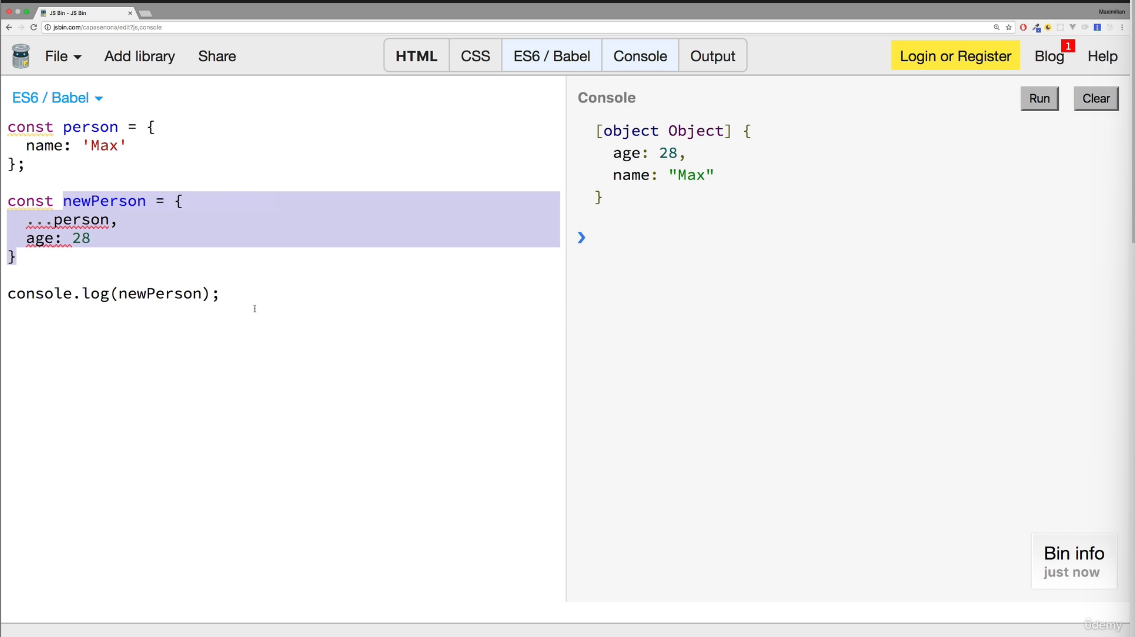 JS Bin - JS Bin
Maximilian
jsbin.com/capaseriona/edit?js,console
File
Add library
Share
HTML
CSS
ES6 / Babel
Console
Output
Login or Register
Blog
1
Help
ES6 / Babel
const person = {
name: 'Max'
};
const newPerson = {
...person,
age: 28
}
console.log(newPerson);
Console
Run
Clear
[object Object] {
age: 28,
name: "Max"
}
Bin info
just now
ûdemy